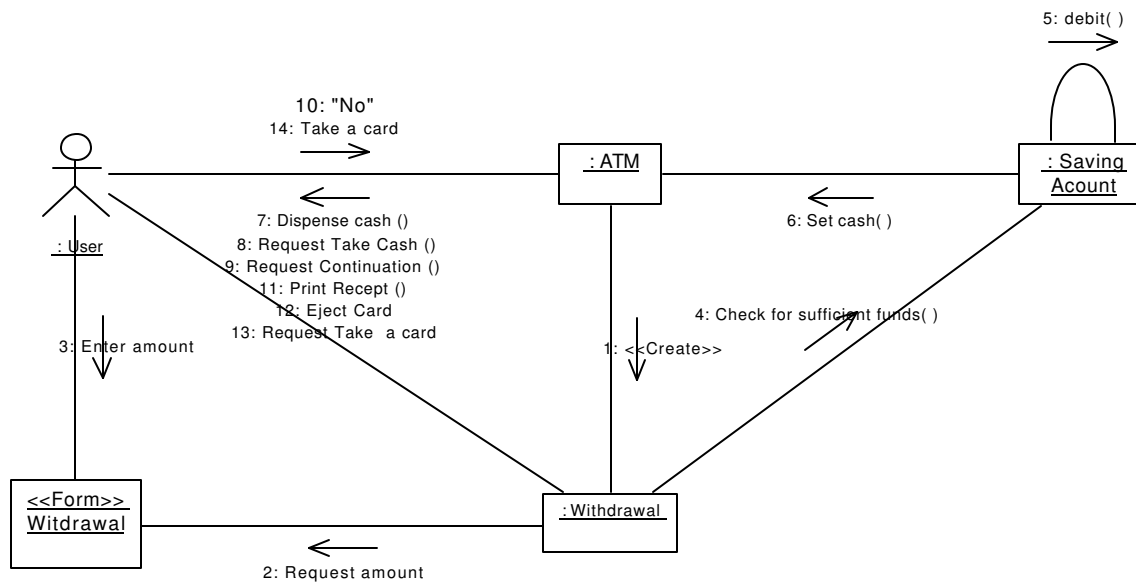 5: debit( )
10: "No"
14: Take a card
: ATM
: Saving
Acount
7: Dispense cash ()
6: Set cash( )
8: Request Take Cash ()
: User
9: Request Continuation ()
11: Print Recept ()
12: Eject Card
4: Check for sufficient funds( )
13: Request Take a card
3: Enter amount
1: <<Create>>
<<Form>>
Witdrawal
: Withdrawal
2: Request amount